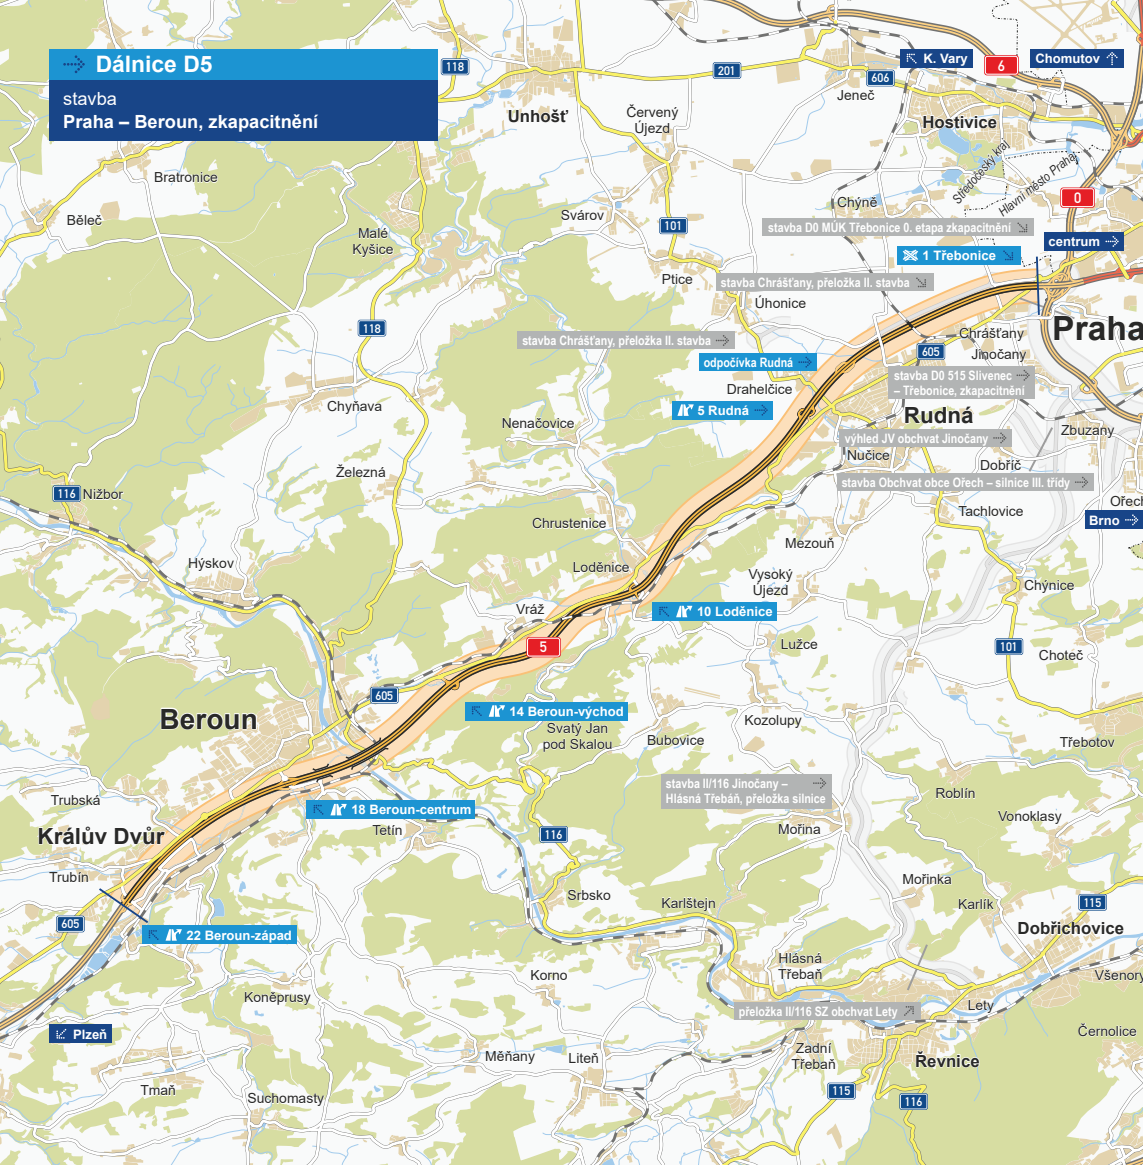 Dálnice D5
stavba
Praha – Beroun, zkapacitnění
118
201
606
K. Vary
6
Chomutov
Jeneč
Unhošť
Červený
Újezd
Hostivice
Středočeský kraj
Hlavní město Praha
Bratronice
Běleč
Malé
Kyšice
Svárov
101
Chýně
0
stavba D0 MÚK Třebonice 0. etapa zkapacitnění
centrum
1 Třebonice
Ptice
stavba Chrášťany, přeložka II. stavba
Úhonice
118
stavba Chrášťany, přeložka II. stavba
Chrášťany
Praha
605
Jinočany
odpočívka Rudná
Drahelčice
stavba D0 515 Slivenec
– Třebonice, zkapacitnění
Chyňava
5 Rudná
Rudná
Nenačovice
Zbuzany
výhled JV obchvat Jinočany
Nučice
Dobříč
Železná
stavba Obchvat obce Ořech – silnice III. třídy
116
Nižbor
Ořech
Tachlovice
Brno
Chrustenice
Mezouň
Hýskov
Loděnice
Vysoký
Újezd
Chýnice
Vráž
10 Loděnice
5
Lužce
101
Choteč
605
Beroun
14 Beroun-východ
Svatý Jan
pod Skalou
Kozolupy
Bubovice
Třebotov
stavba II/116 Jinočany –
Hlásná Třebáň, přeložka silnice
Trubská
18 Beroun-centrum
Roblín
Vonoklasy
Králův Dvůr
Tetín
116
Mořina
Trubín
Srbsko
Karlštejn
Mořinka
Karlík
115
605
22 Beroun-západ
Dobřichovice
Hlásná
Třebaň
Korno
Všenory
Koněprusy
přeložka II/116 SZ obchvat Lety
Lety
Plzeň
Černolice
Měňany
Liteň
Zadní
Třebaň
Řevnice
Tmaň
Suchomasty
115
116